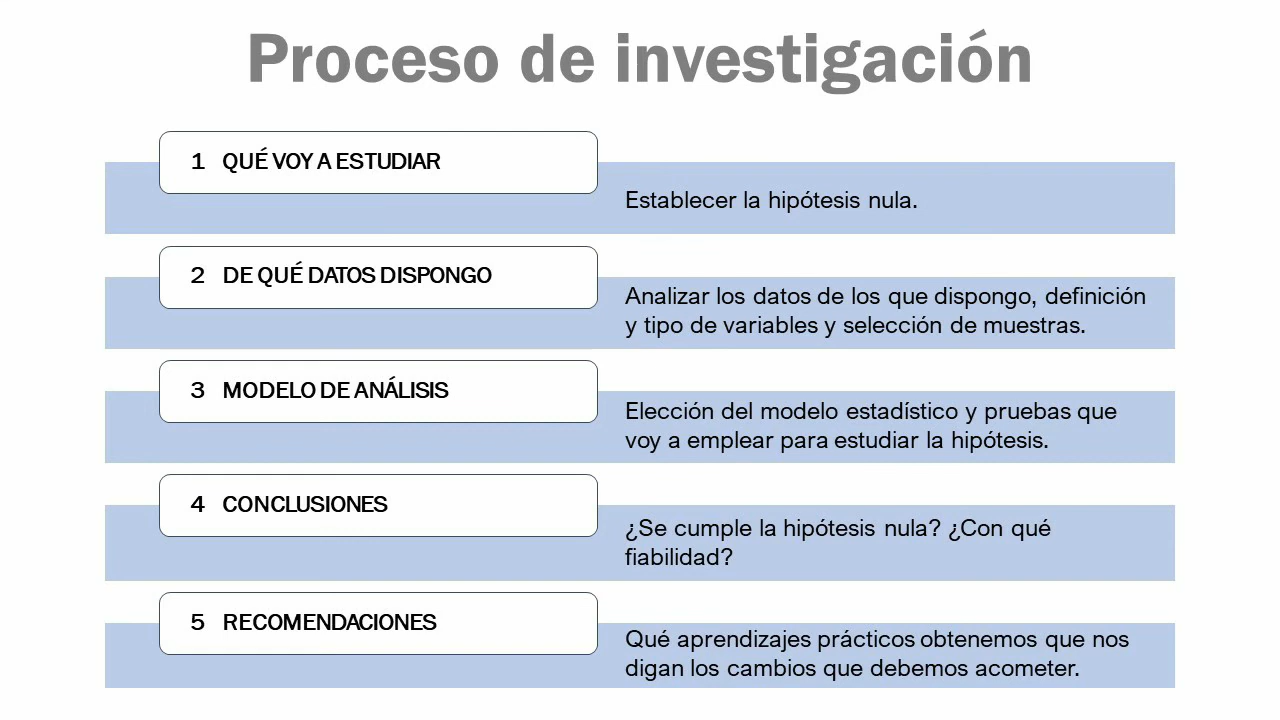 Proceso de investigación
1 QUÉ VOY A ESTUDIAR
Establecer la hipótesis nula.
2 DE QUÉ DATOS DISPONGO
Analizar los datos de los que dispongo, definición
y tipo de variables y selección de muestras.
3 MODELO DE ANÁLISIS
Elección del modelo estadístico y pruebas que
voy a emplear para estudiar la hipótesis.
4 CONCLUSIONES
¿Se cumple la hipótesis nula? ¿Con qué
fiabilidad?
5 RECOMENDACIONES
Qué aprendizajes prácticos obtenemos que nos
digan los cambios que debemos acometer.